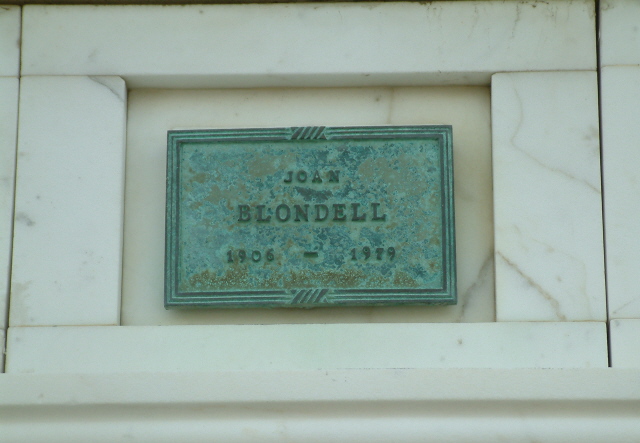 JOAN
BLONDELL
1906 — 1979